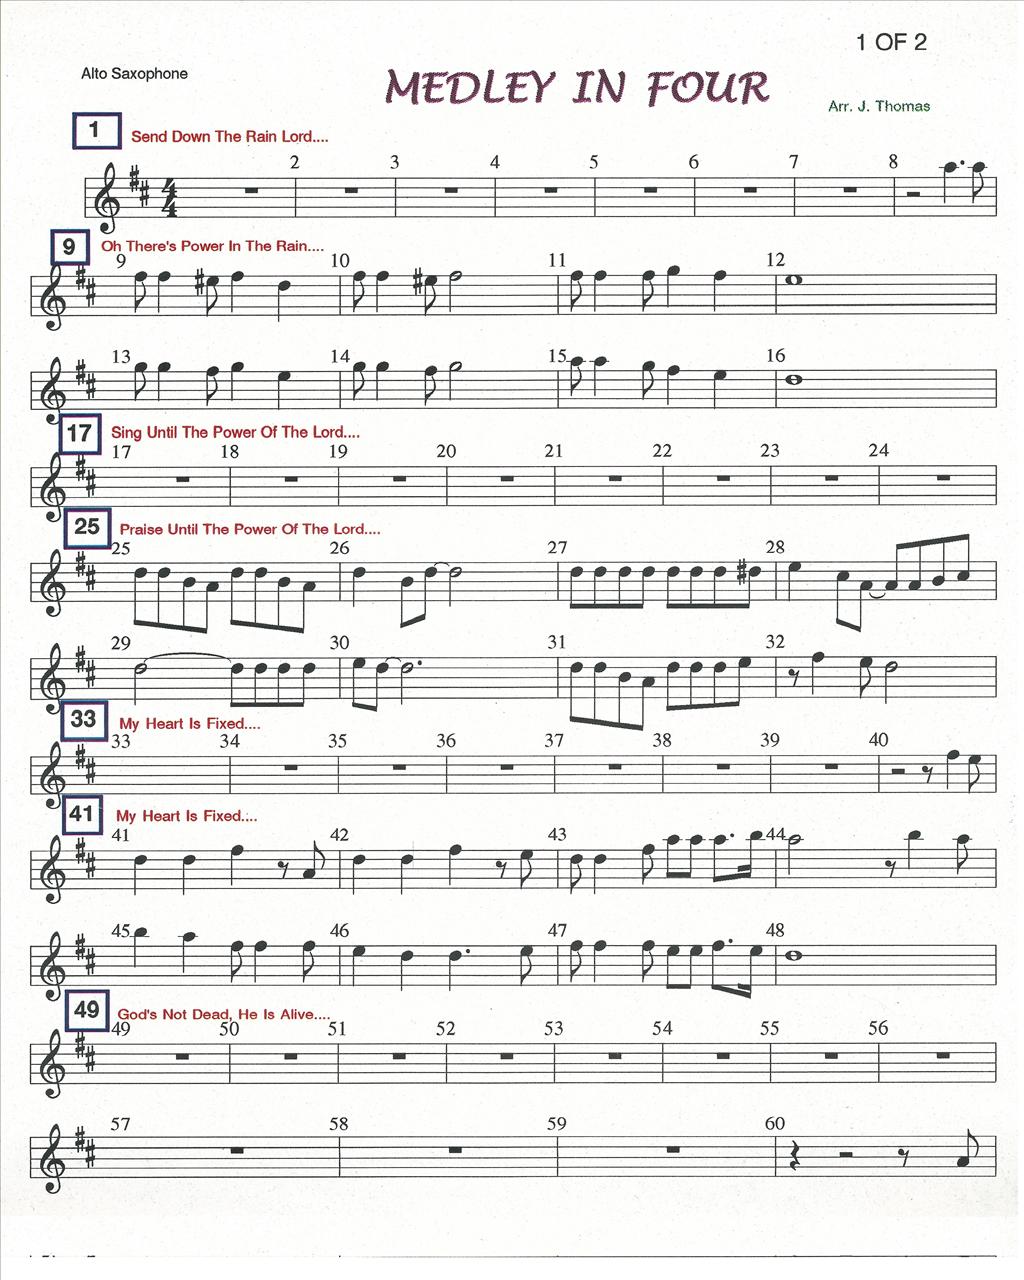 1 OF 2
Alto Saxophone
MEDLEY IN FOUR
Arr. J. Thomas
1 Send Down The Rain Lord....
2 3 4 5 6 7 8
4
4
9 Oh There's Power In The Rain....
9 10 11 12
13 14 15 16
17 Sing Until The Power Of The Lord....
17 18 19 20 21 22 23 24
25 Praise Until The Power Of The Lord....
25 26 27 28
29 30 31 32
33 My Heart Is Fixed....
33 34 35 36 37 38 39 40
41 My Heart Is Fixed....
41 42 43 44
45 46 47 48
49 God's Not Dead, He Is Alive....
49 50 51 52 53 54 55 56
57 58 59 60